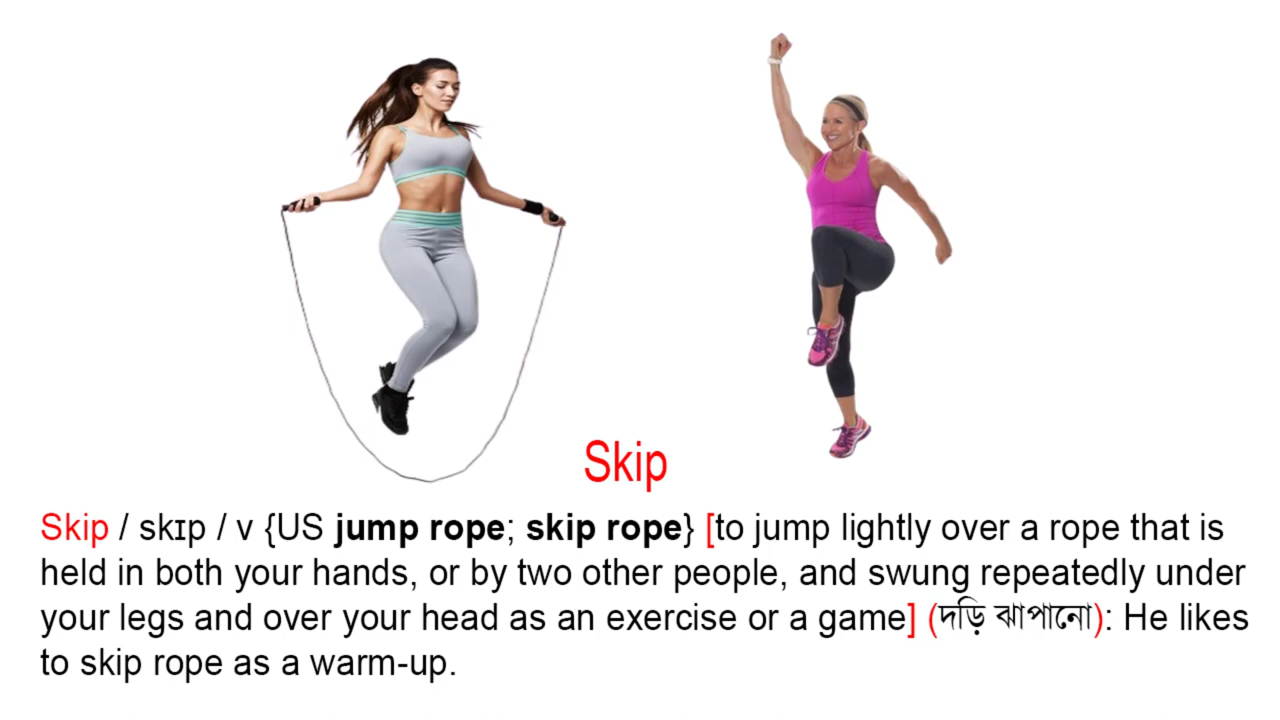 Skip
Skip / skɪp / v {US jump rope; skip rope} [to jump lightly over a rope that is
held in both your hands, or by two other people, and swung repeatedly under
your legs and over your head as an exercise or a game] (দড়ি ঝাপানো): He likes
to skip rope as a warm-up.